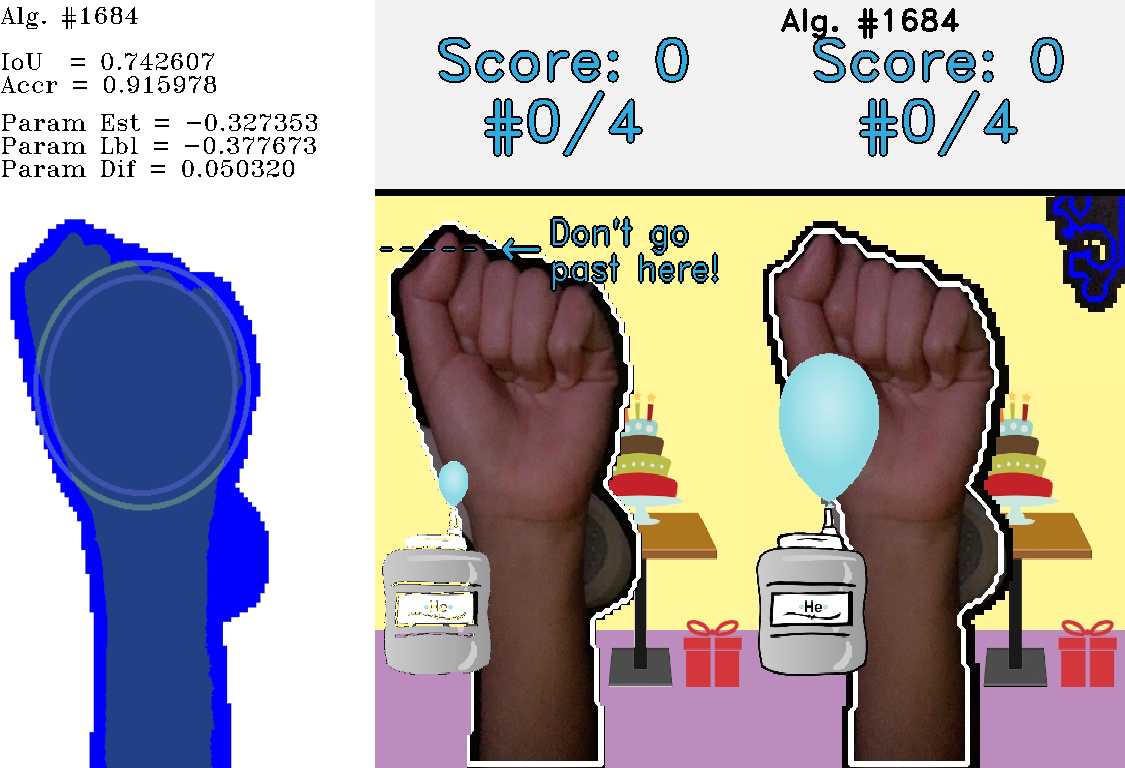 Alg. #1684
IoU = 0.742607
Accr = 0.915978
Param Est = −0.327353
Param Lbl = −0.377673
Param Dif = 0.050320
Score: 0
#0/4
Don't go
past here!
He
Alg. #1684
Score: 0
#0/4
He